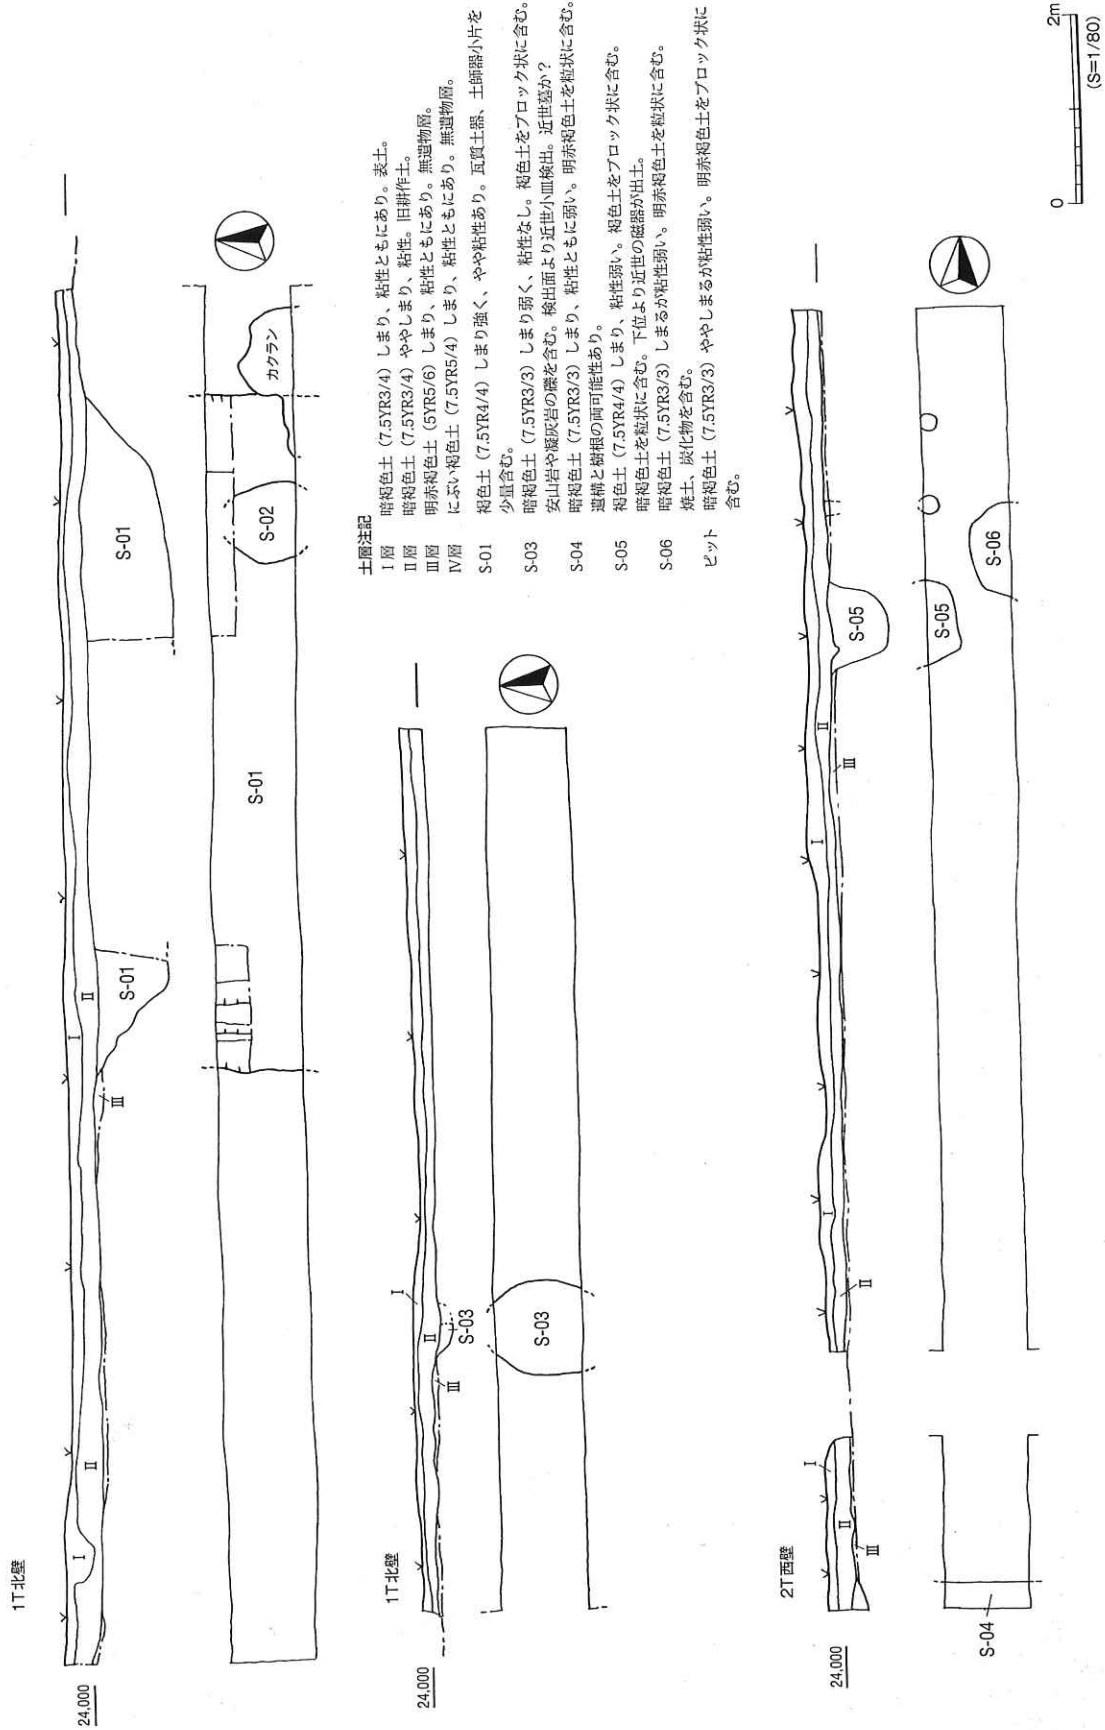 1T北壁
24,000
I
II
I
II
III
S-01
S-01
S-01
S-02
カクラン
1T北壁
24,000
I
II
III
S-03
S-03
土層注記
I層 暗褐色土 (7.5YR3/4) しまり、粘性ともにあり。表土。
II層 暗褐色土 (7.5YR3/4) ややしまり、粘性。旧耕作土。
III層 明赤褐色土 (5YR5/6) しまり、粘性ともにあり。無遺物層。
IV層 にぶい褐色土 (7.5YR5/4) しまり、粘性ともにあり。無遺物層。
S-01 褐色土 (7.5YR4/4) しまり強く、やや粘性あり。瓦質土器、土師器小片を
少量含む。
S-03 暗褐色土 (7.5YR3/3) しまり弱く、粘性なし。褐色土をブロック状に含む。
安山岩や凝灰岩の礫を含む。検出面より近世小皿検出。近世墓か?
S-04 暗褐色土 (7.5YR3/3) しまり、粘性ともに弱い。明赤褐色土を粒状に含む。
遺構と樹根の両可能性あり。
S-05 褐色土 (7.5YR4/4) しまり、粘性弱い。褐色土をブロック状に含む。
暗褐色土を粒状に含む。下位より近世の磁器が出土。
S-06 暗褐色土 (7.5YR3/3) しまるが粘性弱い。明赤褐色土を粒状に含む。
焼土、炭化物を含む。
ピット 暗褐色土 (7.5YR3/3) ややしまるが粘性弱い。明赤褐色土をブロック状に
含む。
2T西壁
24,000
I
II
III
I
II
I
II
III
S-05
S-04
S-05
S-06
0 2m
(S=1/80)